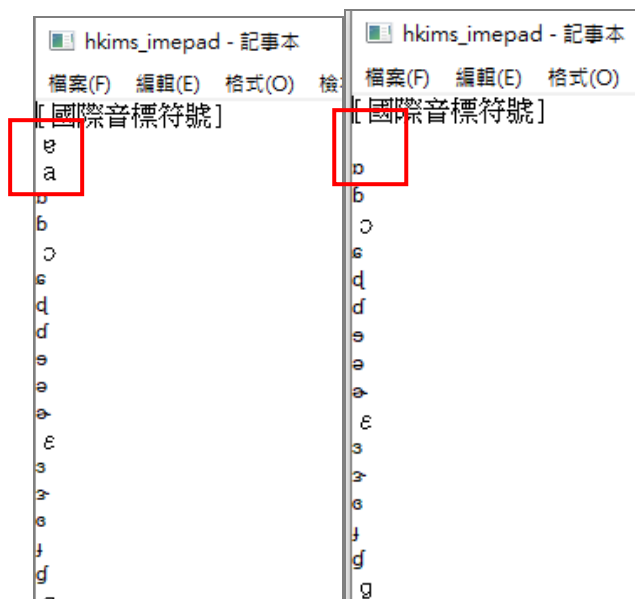 hkims_imepad - 記事本
檔案(F) 編輯(E) 格式(O) 檢
[國際音標符號]
ɐ
ɑ
ɒ
ɓ
ɔ
ɕ
ɖ
ɗ
ɘ
ə
ɚ
ɛ
ɜ
ɝ
ɞ
ɟ
ɠ
hkims_imepad - 記事本
檔案(F) 編輯(E) 格式(O)
[國際音標符號]
ɒ
ɓ
ɔ
ɕ
ɖ
ɗ
ɘ
ə
ɚ
ɛ
ɜ
ɝ
ɞ
ɟ
ɠ
ɡ